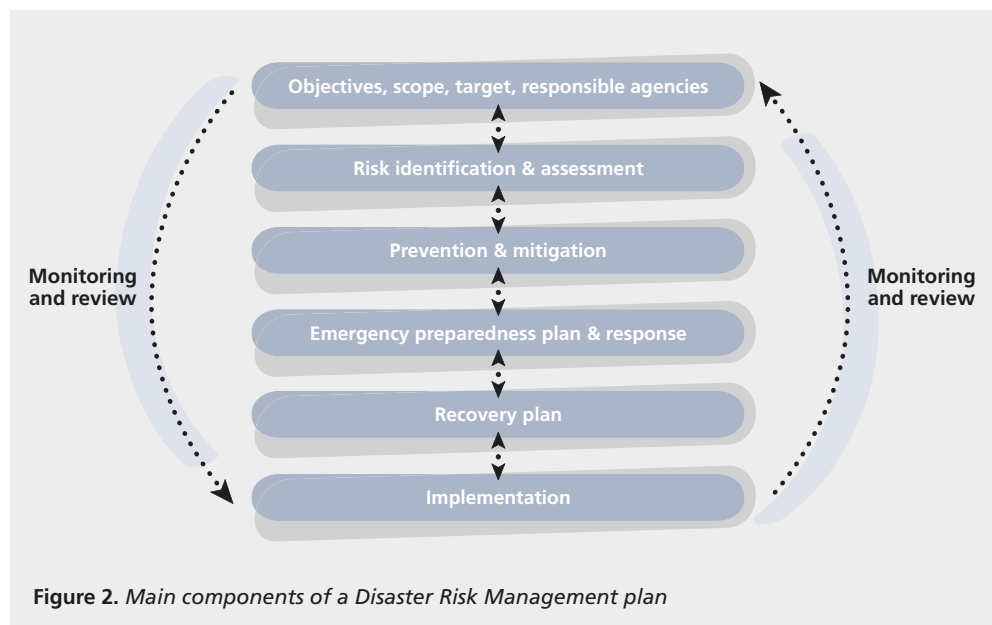 Objectives, scope, target, responsible agencies
Risk identification & assessment
Prevention & mitigation
Monitoring
and review
Monitoring
and review
Emergency preparedness plan & response
Recovery plan
Implementation
Figure 2. Main components of a Disaster Risk Management plan